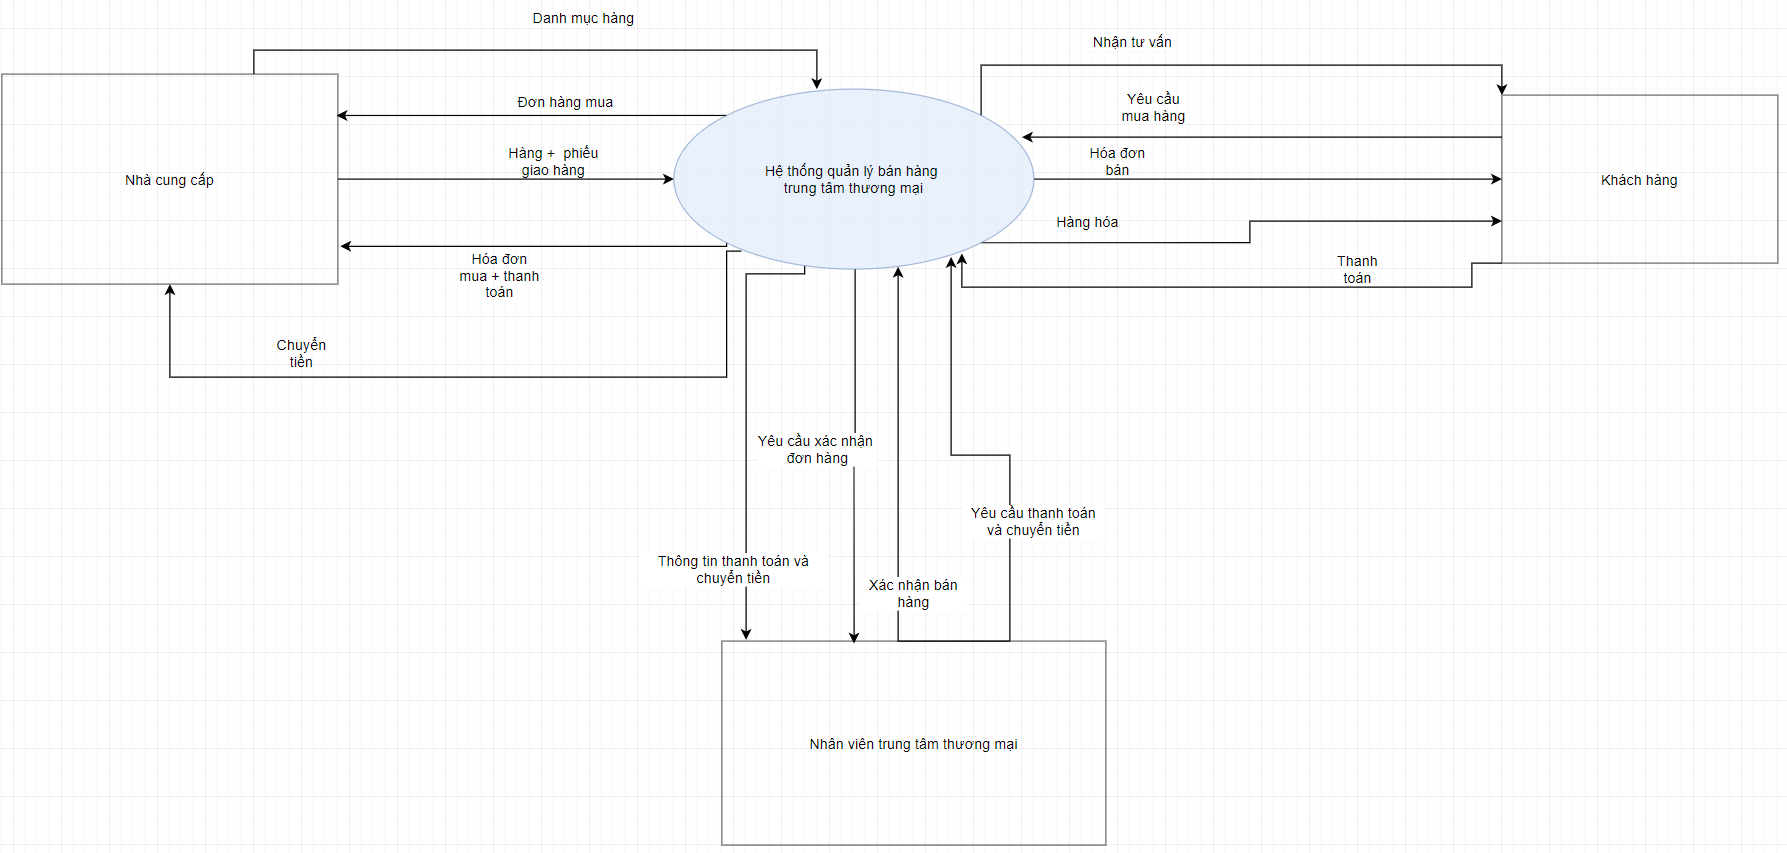 Danh mục hàng
Nhận tư vấn
Đơn hàng mua
Yêu cầu
mua hàng
Hàng + phiếu
giao hàng
Hóa đơn
bán
Nhà cung cấp
Hệ thống quản lý bán hàng
trung tâm thương mại
Khách hàng
Hàng hóa
Hóa đơn
mua + thanh
toán
Thanh
toán
Chuyển
tiền
Yêu cầu xác nhận
đơn hàng
Yêu cầu thanh toán
và chuyển tiền
Thông tin thanh toán và
chuyển tiền
Xác nhận bán
hàng
Nhân viên trung tâm thương mại